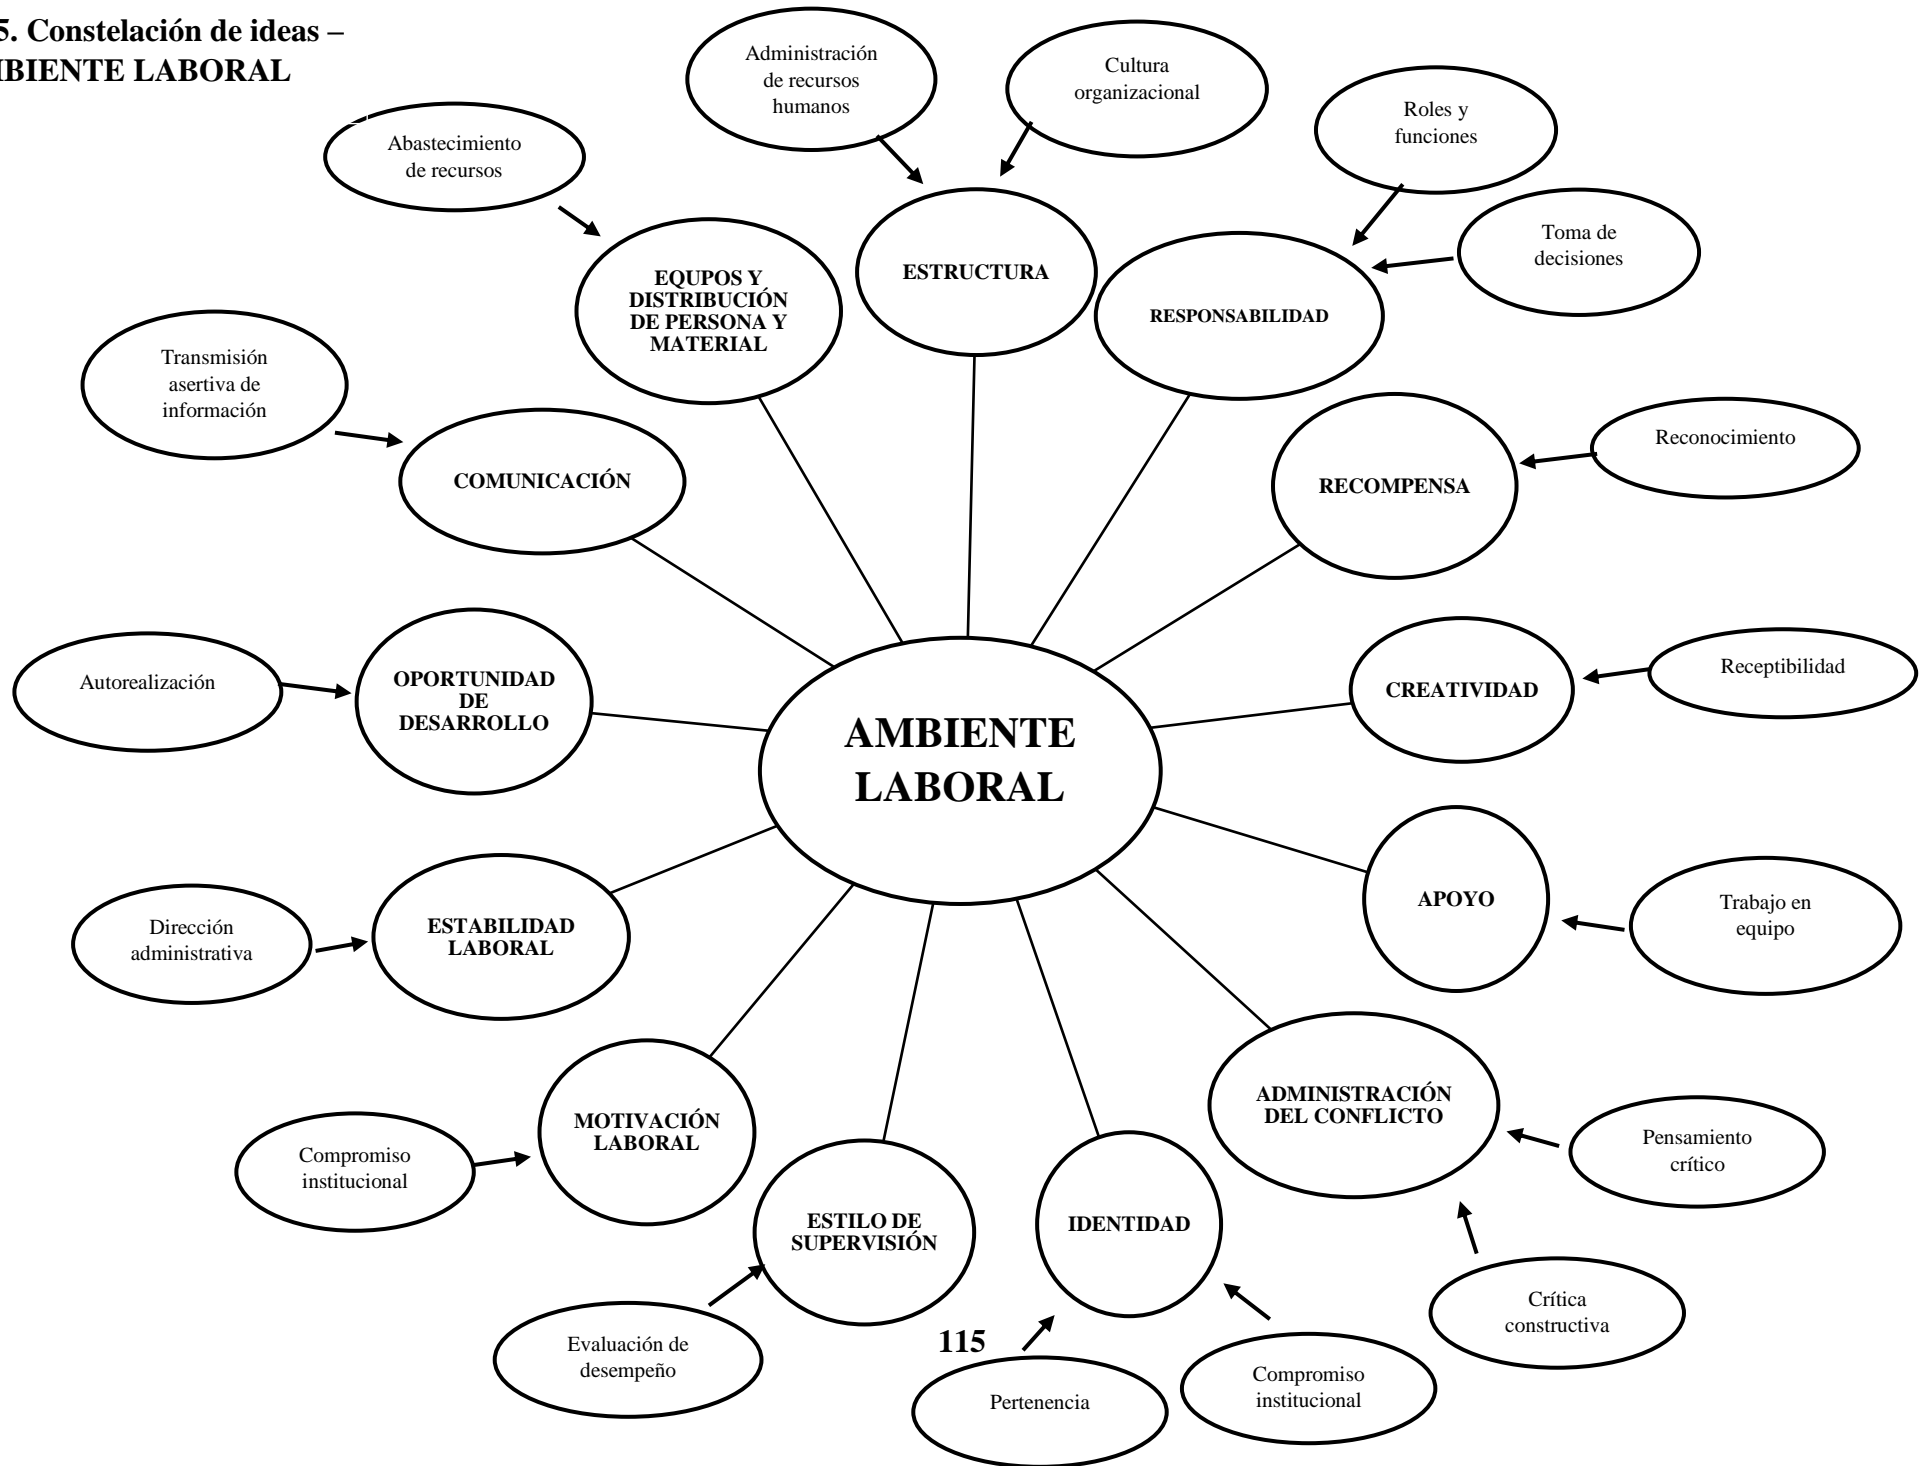 5. Constelación de ideas –
MBIENTE LABORAL
Administración
de recursos
humanos
Cultura
organizacional
Roles y
funciones
Abastecimiento
de recursos
Toma de
decisiones
EQUPOS Y
DISTRIBUCIÓN
DE PERSONA Y
MATERIAL
ESTRUCTURA
RESPONSABILIDAD
Transmisión
asertiva de
información
COMUNICACIÓN
RECOMPENSA
Reconocimiento
Autorealización
OPORTUNIDAD
DE
DESARROLLO
AMBIENTE
LABORAL
CREATIVIDAD
Receptibilidad
Dirección
administrativa
ESTABILIDAD
LABORAL
APOYO
Trabajo en
equipo
Compromiso
institucional
MOTIVACIÓN
LABORAL
ESTILO DE
SUPERVISIÓN
IDENTIDAD
ADMINISTRACIÓN
DEL CONFLICTO
Pensamiento
crítico
Evaluación de
desempeño
115
Pertenencia
Compromiso
institucional
Crítica
constructiva